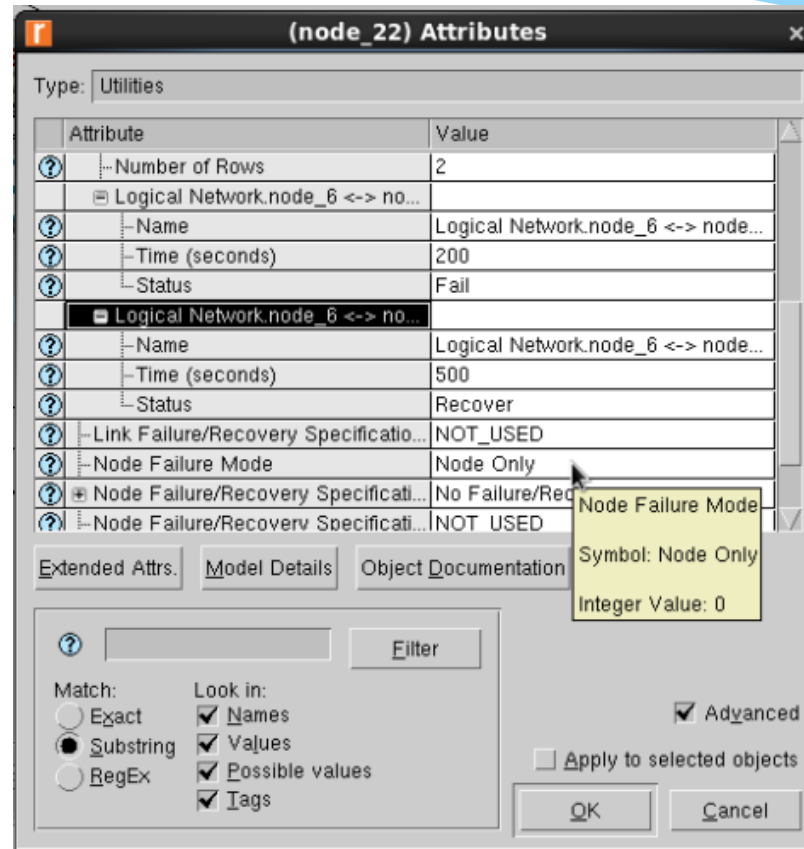 r (node_22) Attributes ×
Type: Utilities
Attribute Value
Number of Rows 2
Logical Network.node_6 <-> no...
Name Logical Network.node_6 <-> node...
Time (seconds) 200
Status Fail
Logical Network.node_6 <-> no...
Name Logical Network.node_6 <-> node...
Time (seconds) 500
Status Recover
Link Failure/Recovery Specificatio... NOT_USED
Node Failure Mode Node Only
Node Failure/Recovery Specificati... No Failure/Rec
Node Failure/Recovery Specificati... NOT_USED
Node Failure Mode
Symbol: Node Only
Integer Value: 0
Extended Attrs. Model Details Object Documentation
Filter
Match: Look in:
Exact Names
Substring Values
RegEx Possible values
Tags
Advanced
Apply to selected objects
OK Cancel